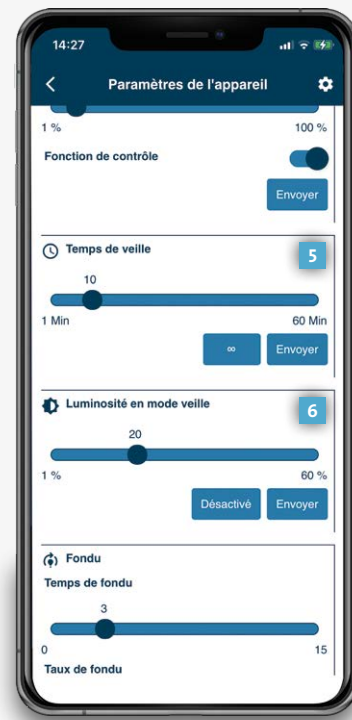 14:27
Paramètres de l'appareil
1 % 100 %
Fonction de contrôle
Envoyer
Temps de veille 5
10
1 Min 60 Min
∞ Envoyer
Luminosité en mode veille 6
20
1 % 60 %
Désactivé Envoyer
Fondu
Temps de fondu
3
0 15
Taux de fondu